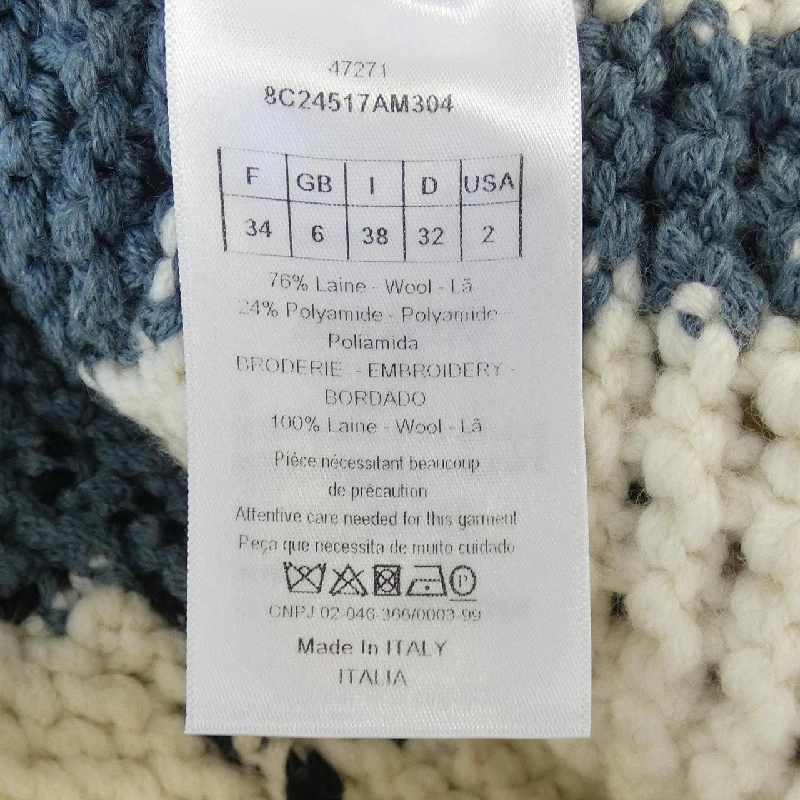 47271
8C24517AM304
F GB I D USA
34 6 38 32 2
76% Laine - Wool - Lã
24% Polyamide - Polyamide
Poliamida
BRODERIE - EMBROIDERY -
BORDADO
100% Laine - Wool - Lã
Pièce nécessitant beaucoup
de précaution
Attentive care needed for this garment
Peça que necessita de muito cuidado
P
CNPJ 02-046-366/0003-99
Made In ITALY
ITALIA